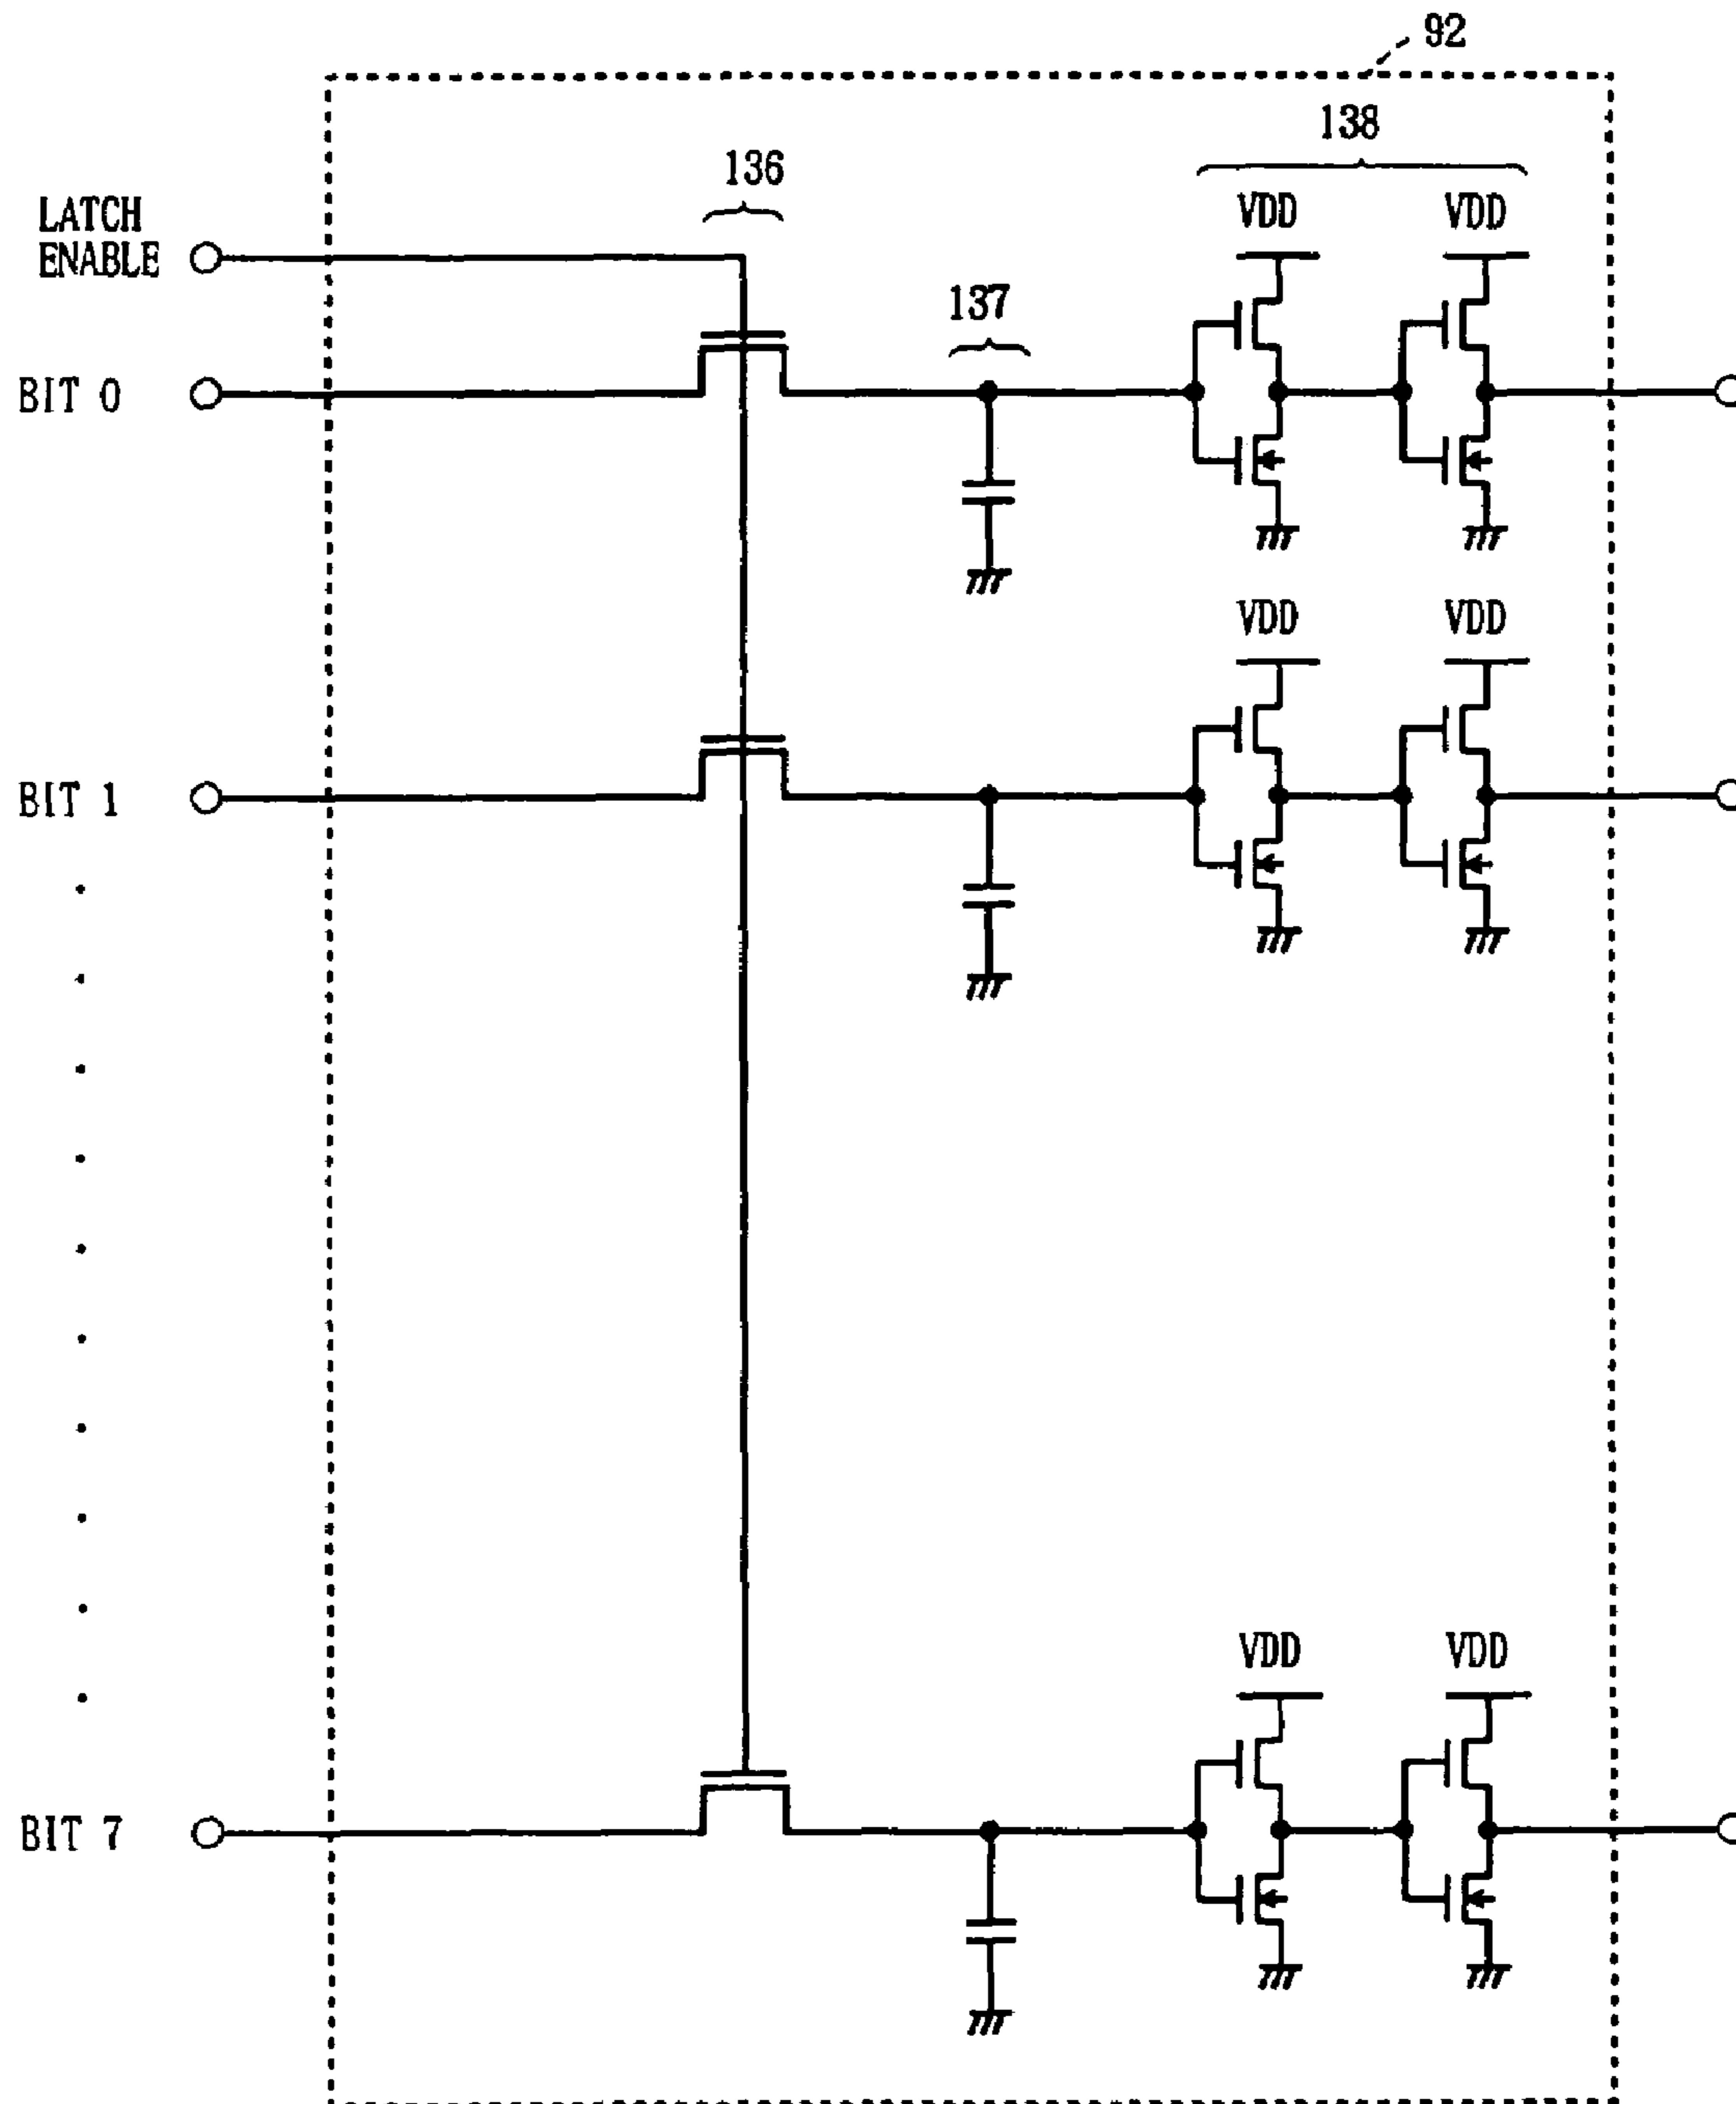 92
138
136
VDD VDD
LATCH
ENABLE
137
BIT 0
VDD VDD
BIT 1
VDD VDD
BIT 7